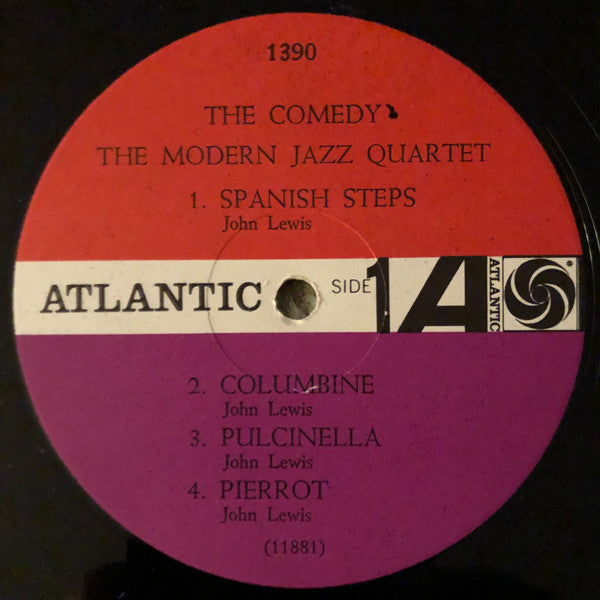 1390
THE COMEDY
THE MODERN JAZZ QUARTET
1. SPANISH STEPS
John Lewis
ATLANTIC SIDE 1 A ATLANTIC ®
2. COLUMBINE
John Lewis
3. PULCINELLA
John Lewis
4. PIERROT
John Lewis
(11881)